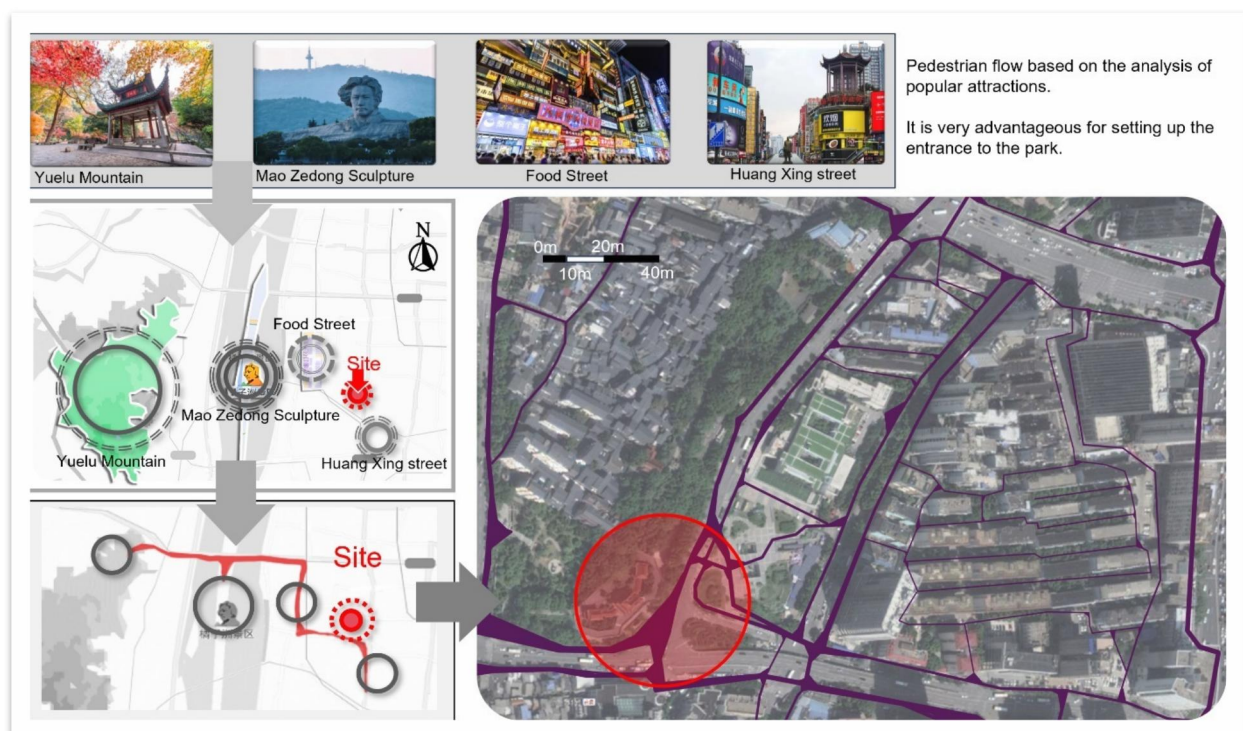 Yuelu Mountain
Mao Zedong Sculpture
Food Street
Huang Xing street
Pedestrian flow based on the analysis of
popular attractions.
It is very advantageous for setting up the
entrance to the park.
N
Food Street
Site
Mao Zedong Sculpture
Yuelu Mountain
Huang Xing street
0m
20m
10m
40m
Site